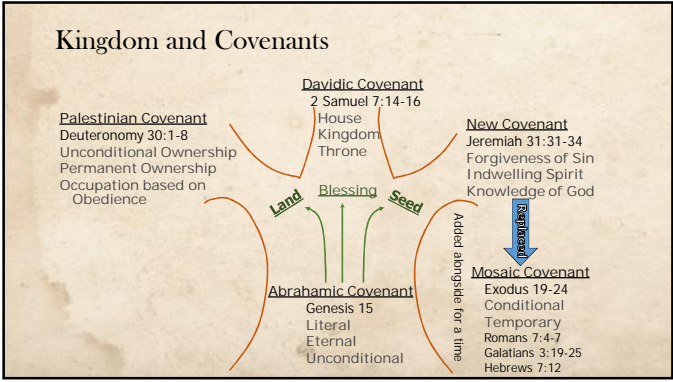 Kingdom and Covenants
Davidic Covenant
2 Samuel 7:14-16
House
Kingdom
Throne
Palestinian Covenant
Deuteronomy 30:1-8
Unconditional Ownership
Permanent Ownership
Occupation based on
Obedience
New Covenant
Jeremiah 31:31-34
Forgiveness of Sin
Indwelling Spirit
Knowledge of God
Land
Blessing
Seed
Replaced
Added alongside for a time
Abrahamic Covenant
Genesis 15
Literal
Eternal
Unconditional
Mosaic Covenant
Exodus 19-24
Conditional
Temporary
Romans 7:4-7
Galatians 3:19-25
Hebrews 7:12